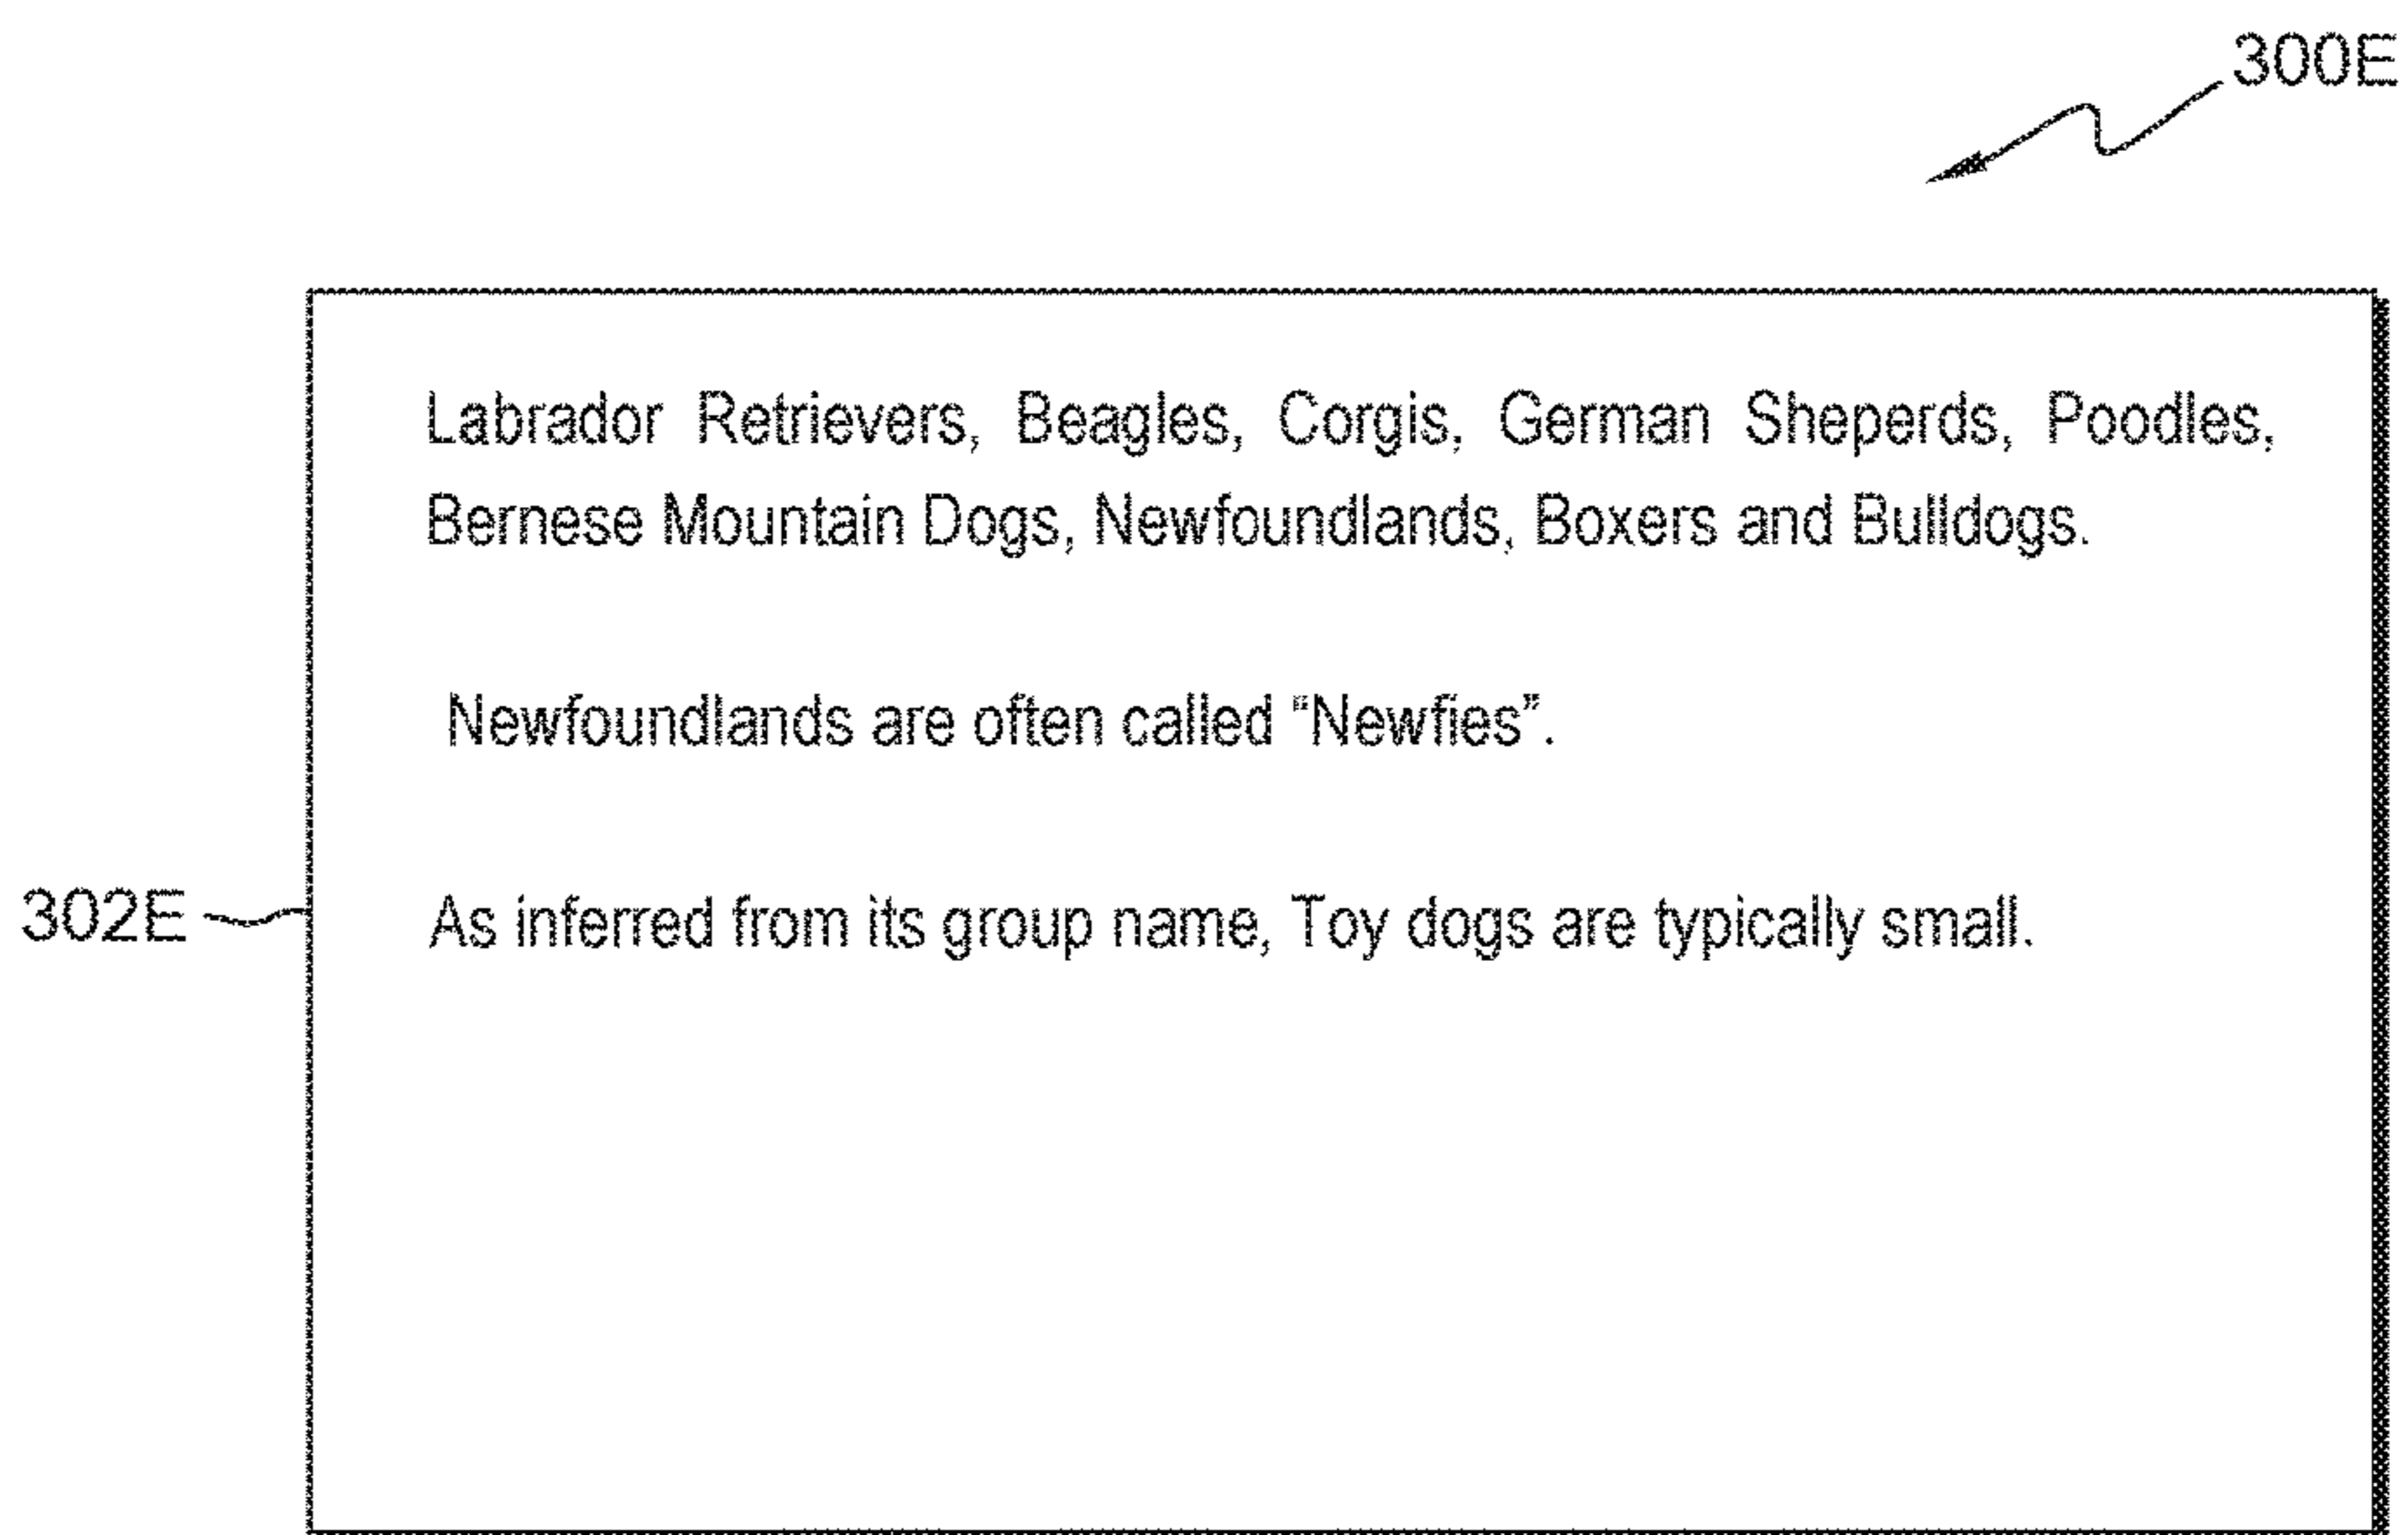 300E
Labrador Retrievers, Beagles, Corgis, German Sheperds, Poodles,
Bernese Mountain Dogs, Newfoundlands, Boxers and Bulldogs.
Newfoundlands are often called “Newfies”.
302E
As inferred from its group name, Toy dogs are typically small.